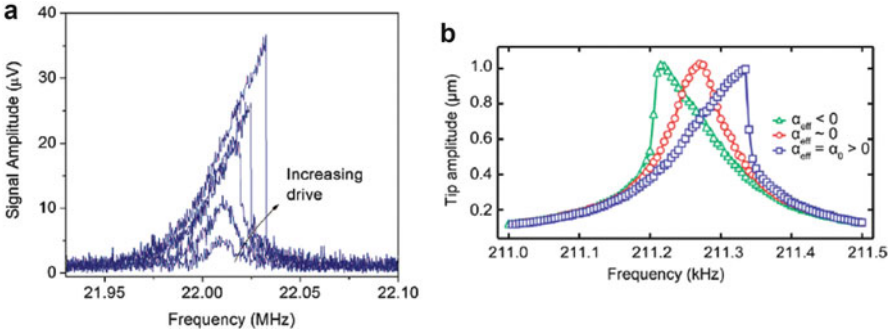 a
Signal Amplitude (μV)
40
30
20
10
0
Increasing
drive
21.95
22.00
22.05
22.10
Frequency (MHz)
b
Tip amplitude (μm)
1.0
0.8
0.6
0.4
0.2
α_eff < 0
α_eff ~ 0
α_eff = α_0 > 0
211.0
211.1
211.2
211.3
211.4
211.5
Frequency (kHz)